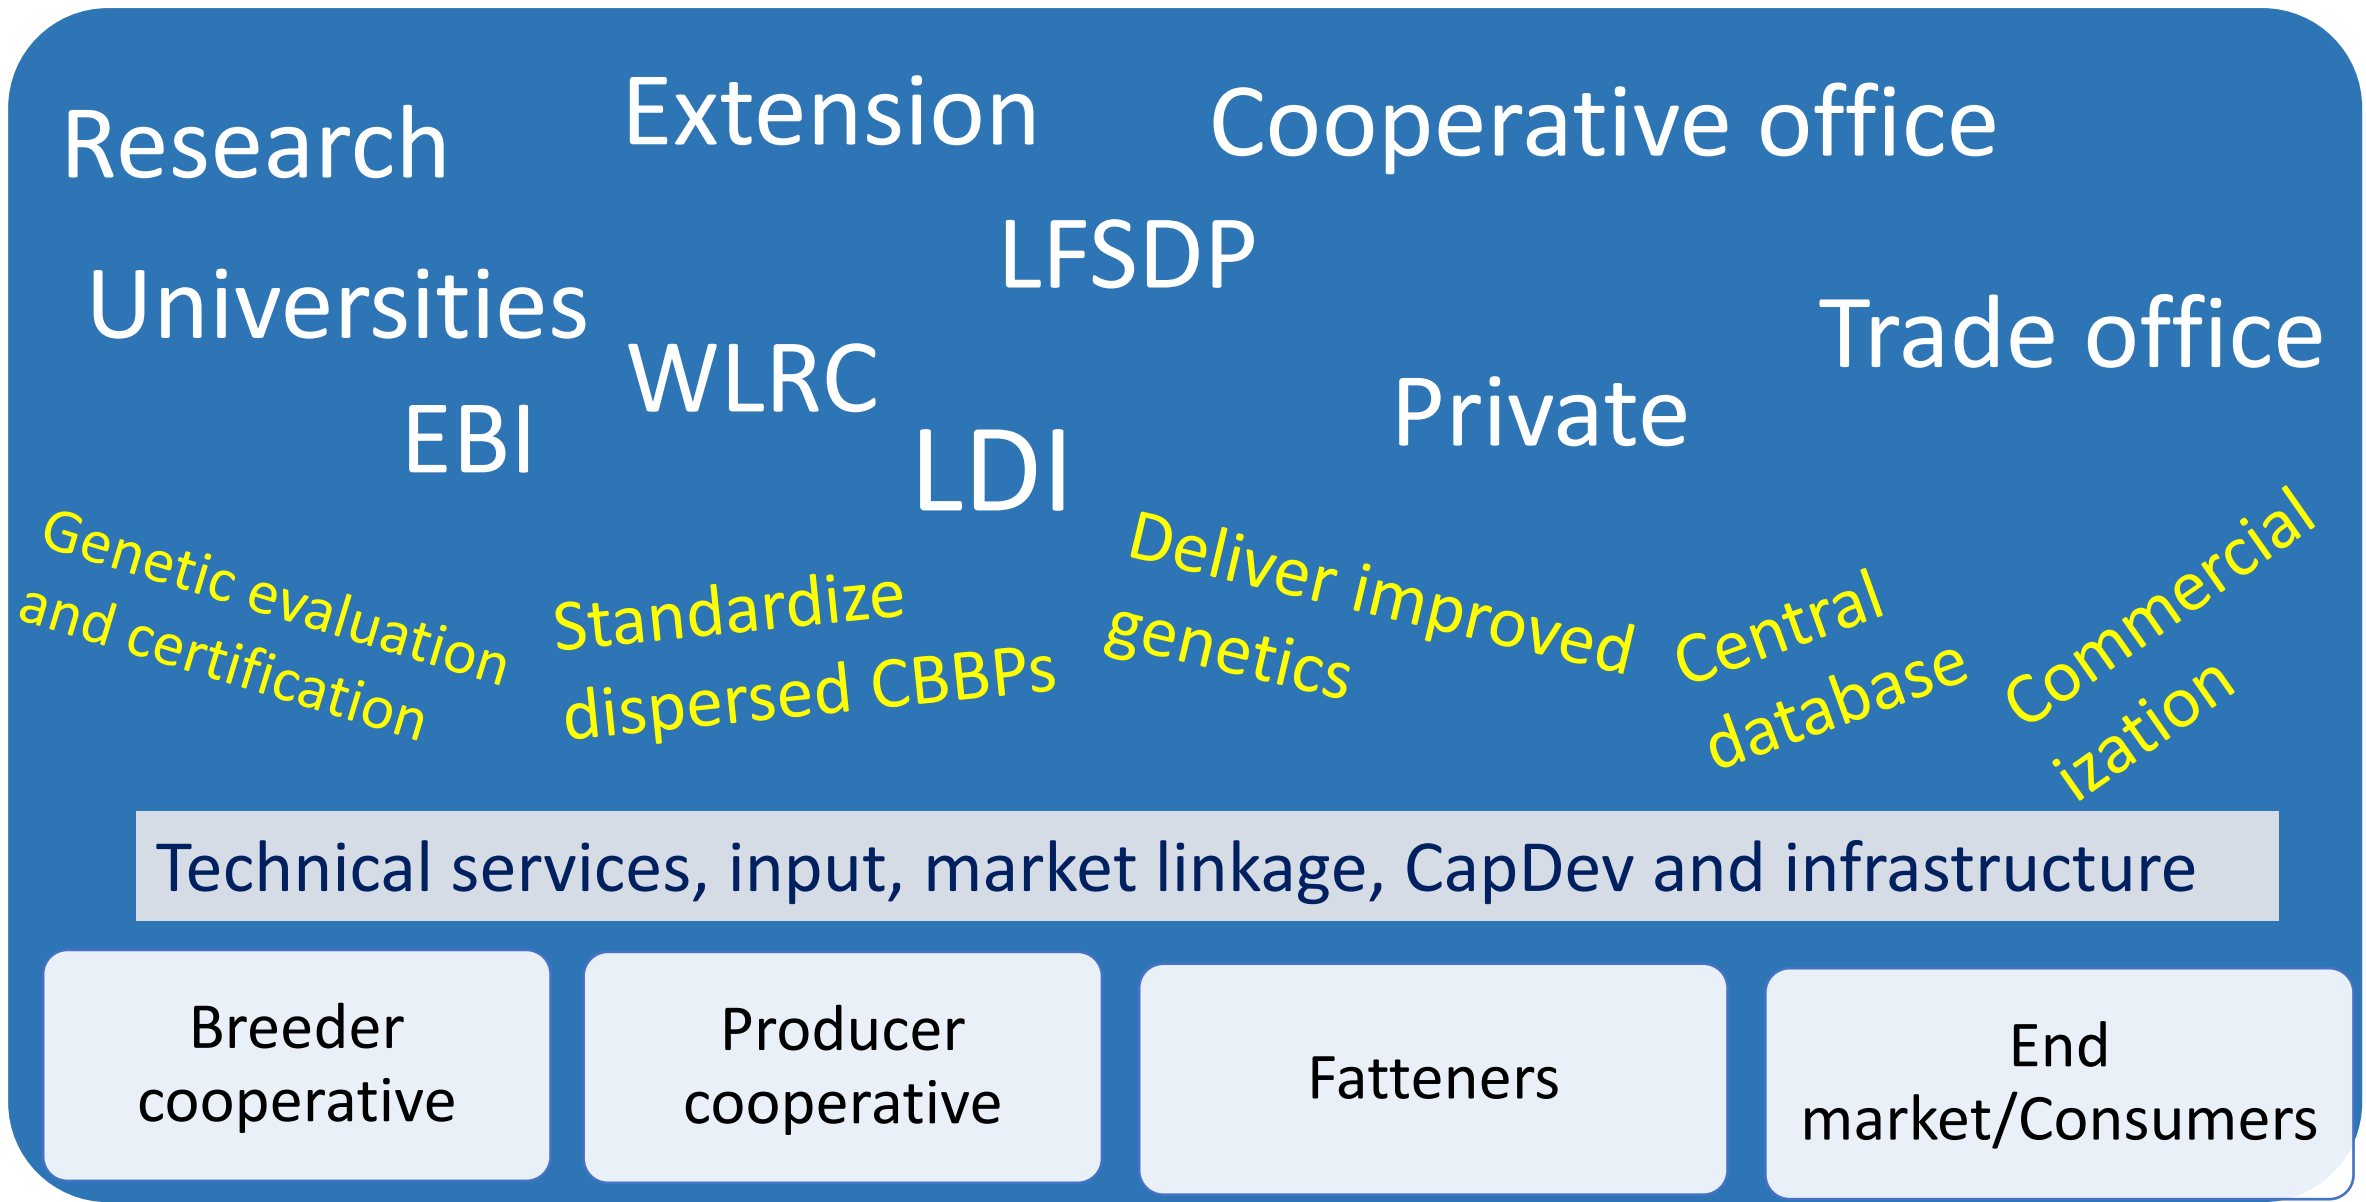 Research
Extension
Cooperative office
LFSDP
Universities
Trade office
WLRC
Private
EBI
LDI
Genetic evaluation
and certification
Standardize
dispersed CBBPs
Deliver improved
genetics
Central
database
Commercial
ization
Technical services, input, market linkage, CapDev and infrastructure
Breeder
cooperative
Producer
cooperative
Fatteners
End
market/Consumers